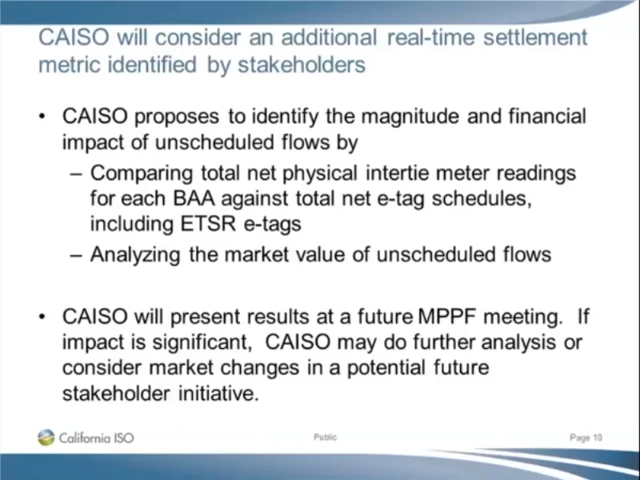 CAISO will consider an additional real-time settlement
metric identified by stakeholders
• CAISO proposes to identify the magnitude and financial
impact of unscheduled flows by
– Comparing total net physical intertie meter readings
for each BAA against total net e-tag schedules,
including ETSR e-tags
– Analyzing the market value of unscheduled flows
• CAISO will present results at a future MPPF meeting. If
impact is significant, CAISO may do further analysis or
consider market changes in a potential future
stakeholder initiative.
California ISO
Public
Page 10